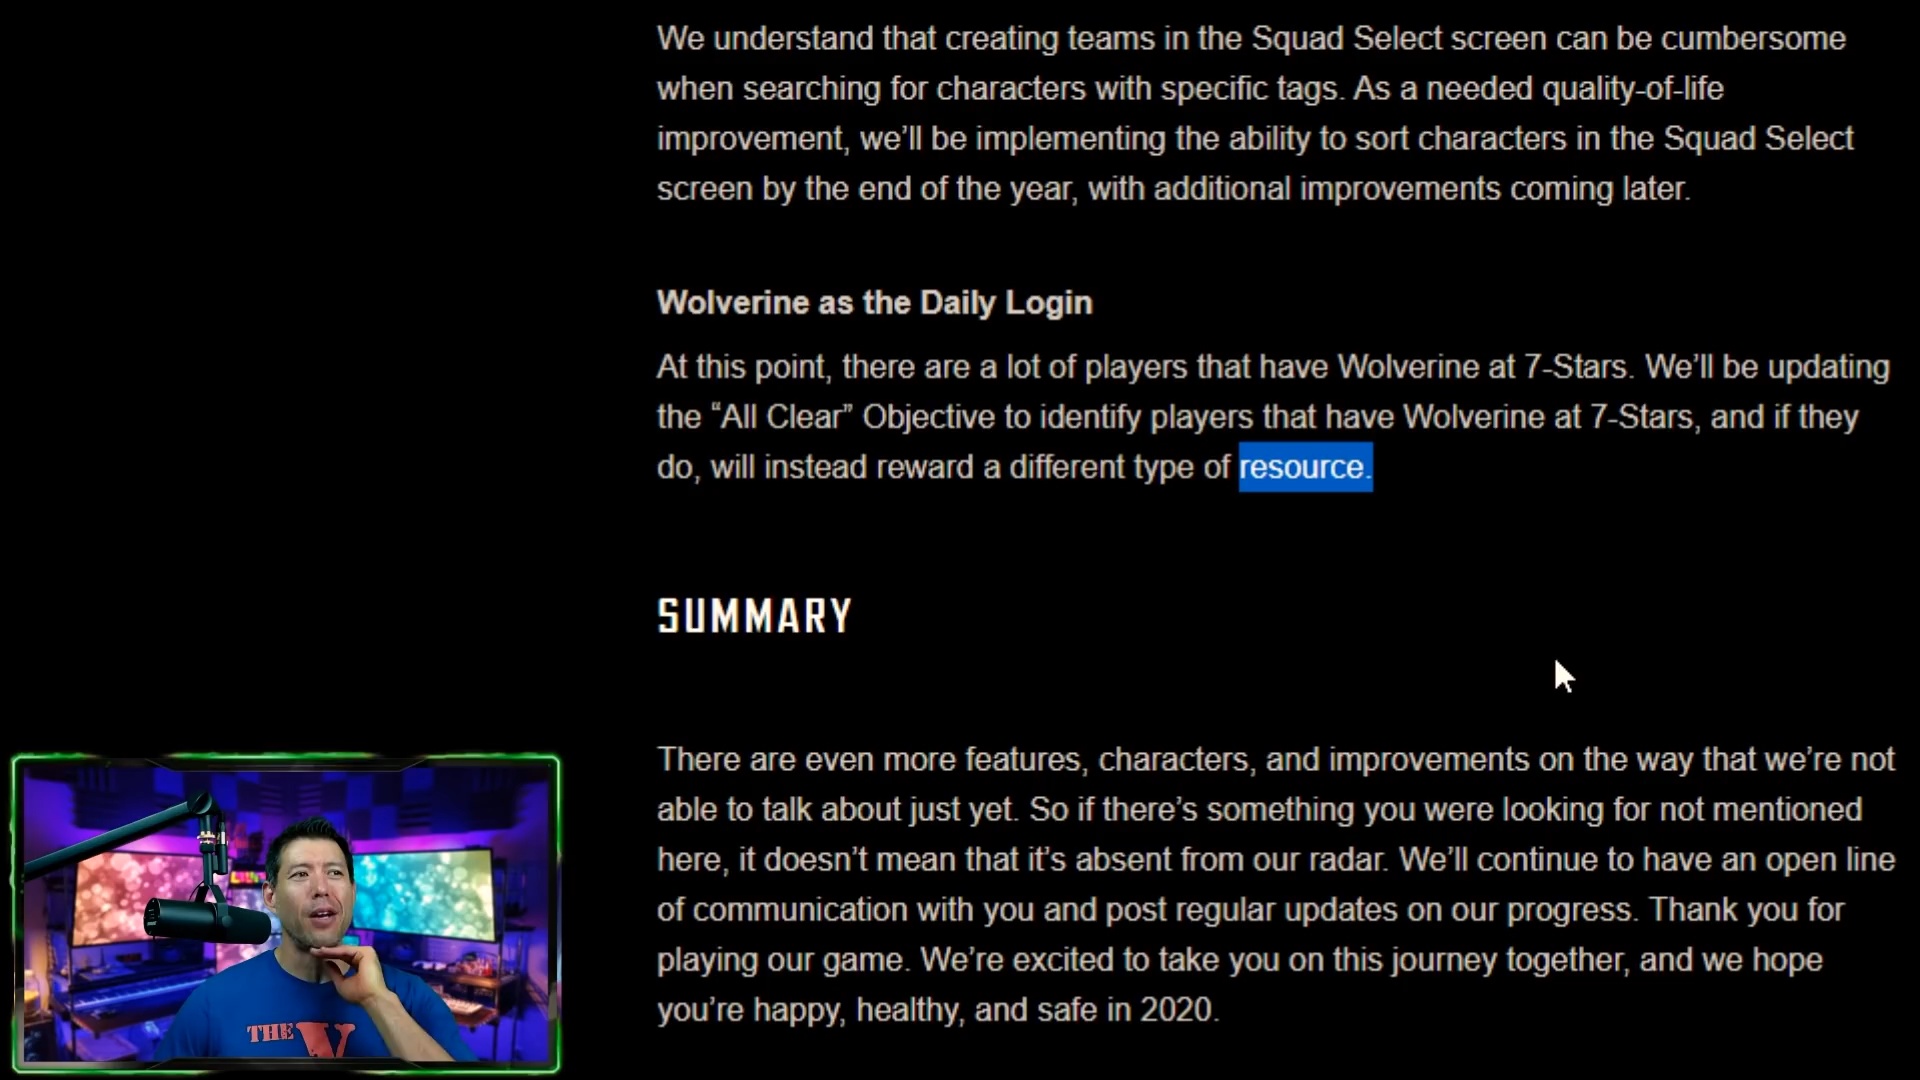 We understand that creating teams in the Squad Select screen can be cumbersome
when searching for characters with specific tags. As a needed quality-of-life
improvement, we’ll be implementing the ability to sort characters in the Squad Select
screen by the end of the year, with additional improvements coming later.
Wolverine as the Daily Login
At this point, there are a lot of players that have Wolverine at 7-Stars. We’ll be updating
the “All Clear” Objective to identify players that have Wolverine at 7-Stars, and if they
do, will instead reward a different type of resource.
SUMMARY
There are even more features, characters, and improvements on the way that we’re not
able to talk about just yet. So if there’s something you were looking for not mentioned
here, it doesn’t mean that it’s absent from our radar. We’ll continue to have an open line
of communication with you and post regular updates on our progress. Thank you for
playing our game. We’re excited to take you on this journey together, and we hope
you’re happy, healthy, and safe in 2020.
THE V